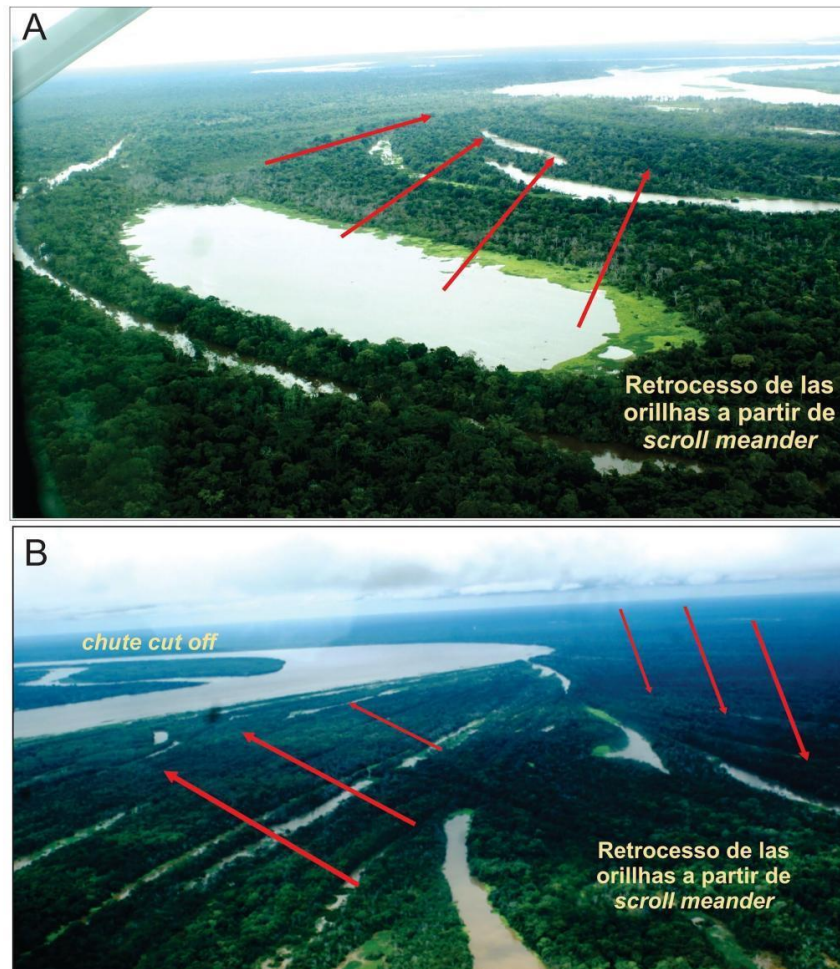 A
Retrocesso de las
orillhas a partir de
scroll meander
B
chute cut off
Retrocesso de las
orillhas a partir de
scroll meander